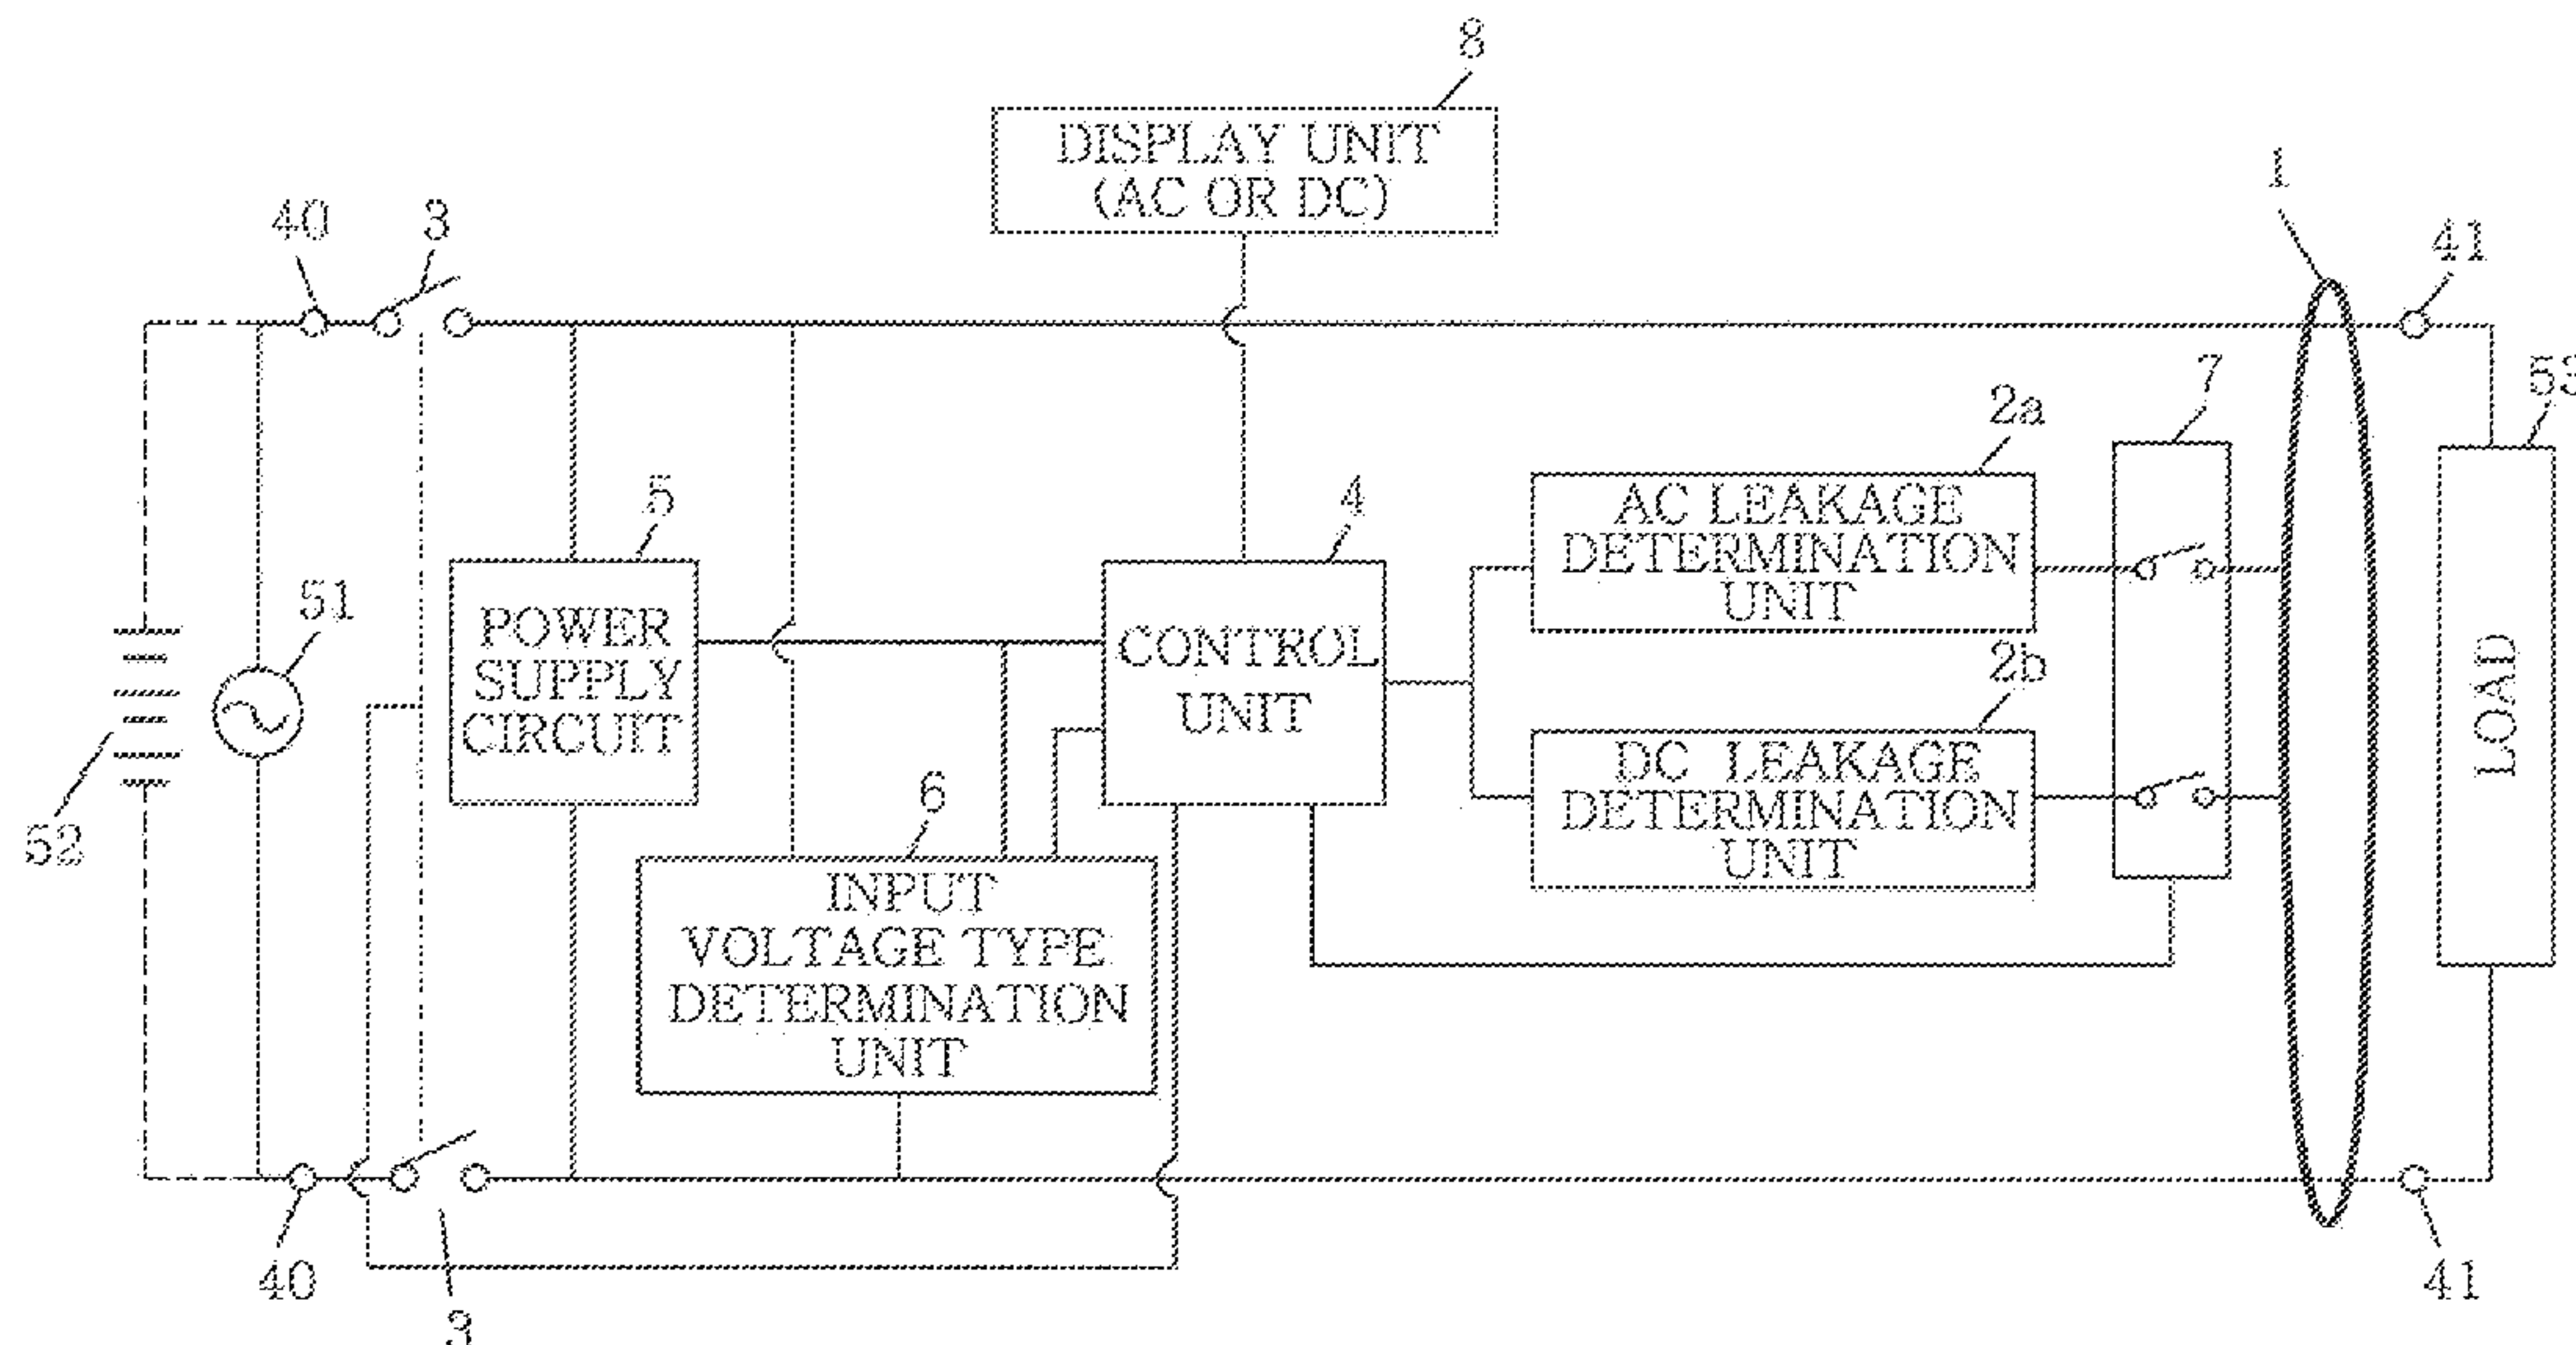 8
DISPLAY UNIT
(AC OR DC)
1
40
3
41
7
53
2a
AC LEAKAGE
DETERMINATION
UNIT
5
4
51
POWER
SUPPLY
CIRCUIT
CONTROL
UNIT
2b
DC LEAKAGE
DETERMINATION
UNIT
LOAD
52
6
INPUT
VOLTAGE TYPE
DETERMINATION
UNIT
40
3
41